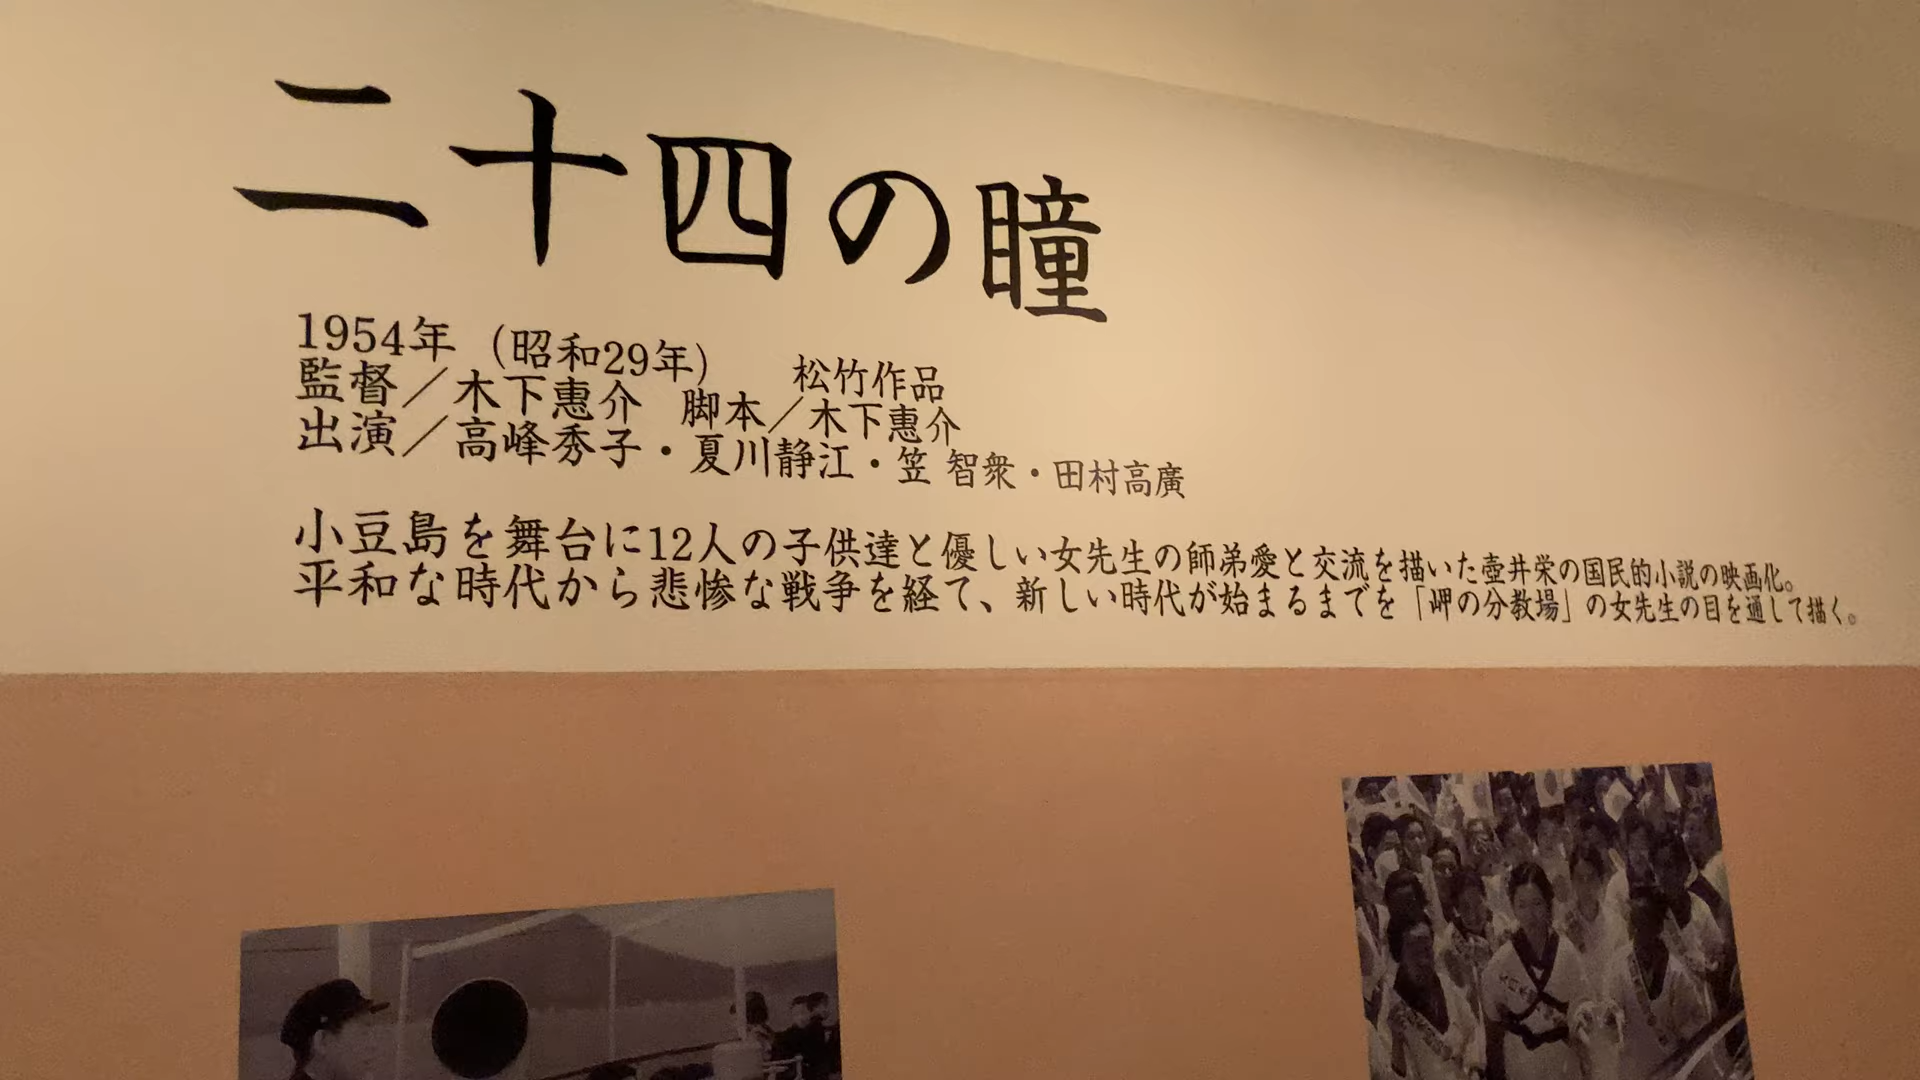 二十四の瞳
1954年 (昭和29年) 松竹作品
監督／木下惠介 脚本／木下惠介
出演／高峰秀子・夏川静江・笠 智衆・田村高廣
小豆島を舞台に12人の子供達と優しい女先生の師弟愛と交流を描いた壺井栄の国民的小説の映画化。
平和な時代から悲惨な戦争を経て、新しい時代が始まるまでを「岬の分教場」の女先生の目を通して描く。